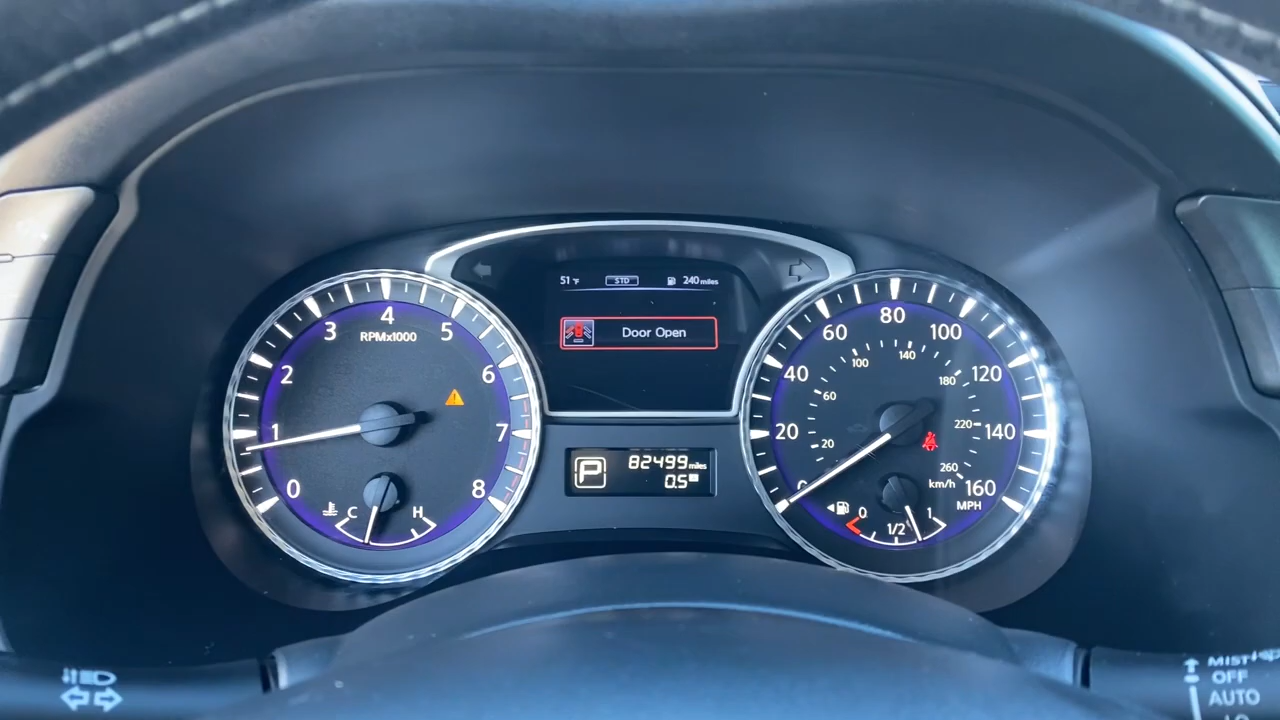 51 °F STD 240 miles
Door Open
0 1 2 3 4 5 6 7 8
RPMx1000
C H
P 82499 miles
0.5
0 20 40 60 80 100 120 140 160
MPH
20 60 100 140 180 220 260
km/h
0 1/2 1
MIST
OFF
AUTO
LO